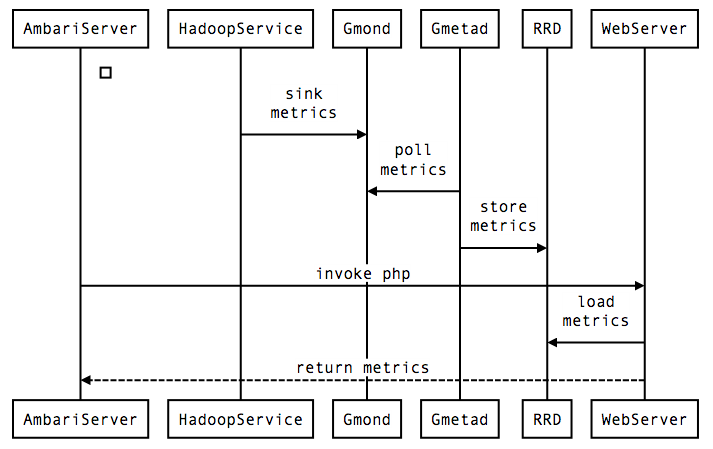 AmbariServer HadoopService Gmond Gmetad RRD WebServer
sink
metrics
poll
metrics
store
metrics
invoke php
load
metrics
return metrics
AmbariServer HadoopService Gmond Gmetad RRD WebServer